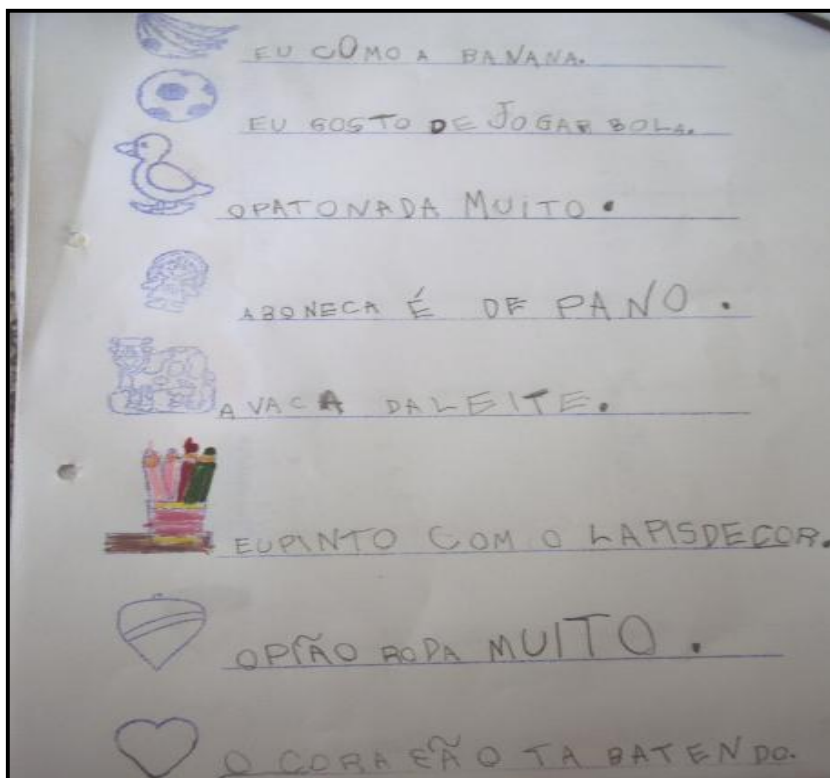 EU COMO A BANANA.
EU GOSTO DE JOGAR BOLA.
OPATONADA MUITO.
ABONECA É DE PANO.
A VACA DALEITE.
EUPINTO COM O LAPISDECOR.
OPIÃO RODA MUITO.
O CORAÇÃO TA BATENDO.